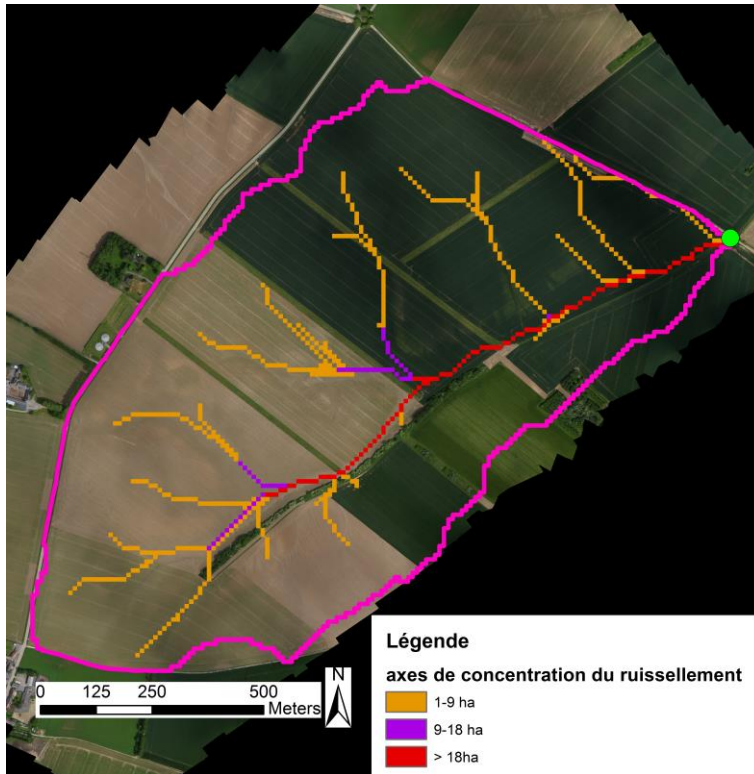 N
0 125 250 500
Meters
Légende
axes de concentration du ruissellement
1-9 ha
9-18 ha
> 18ha